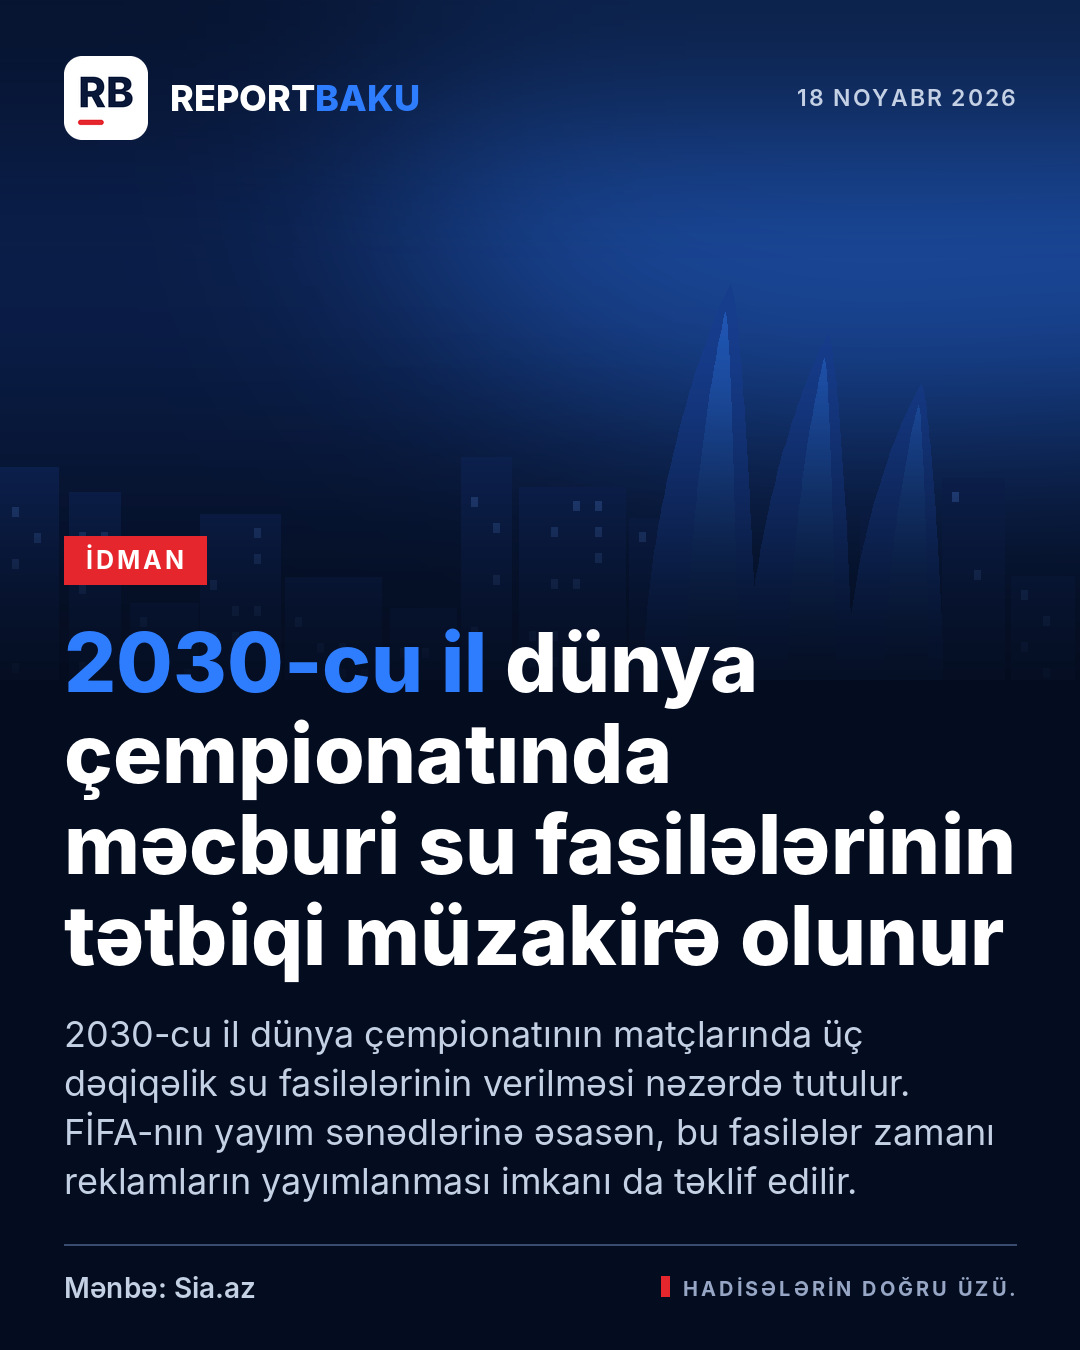 RB
REPORTBAKU
18 NOYABR 2026
İDMAN
2030-cu il dünya
çempionatında
məcburi su fasilələrinin
tətbiqi müzakirə olunur
2030-cu il dünya çempionatının matçlarında üç
dəqiqəlik su fasilələrinin verilməsi nəzərdə tutulur.
FİFA-nın yayım sənədlərinə əsasən, bu fasilələr zamanı
reklamların yayımlanması imkanı da təklif edilir.
Mənbə: Sia.az
HADİSƏLƏRİN DOĞRU ÜZÜ.